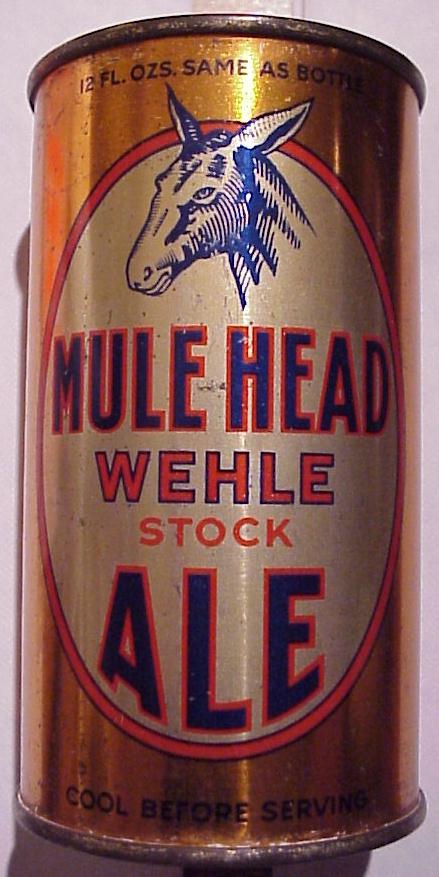 12 FL. OZS. SAME AS BOTTLE
MULE HEAD
WEHLE
STOCK
ALE
COOL BEFORE SERVING